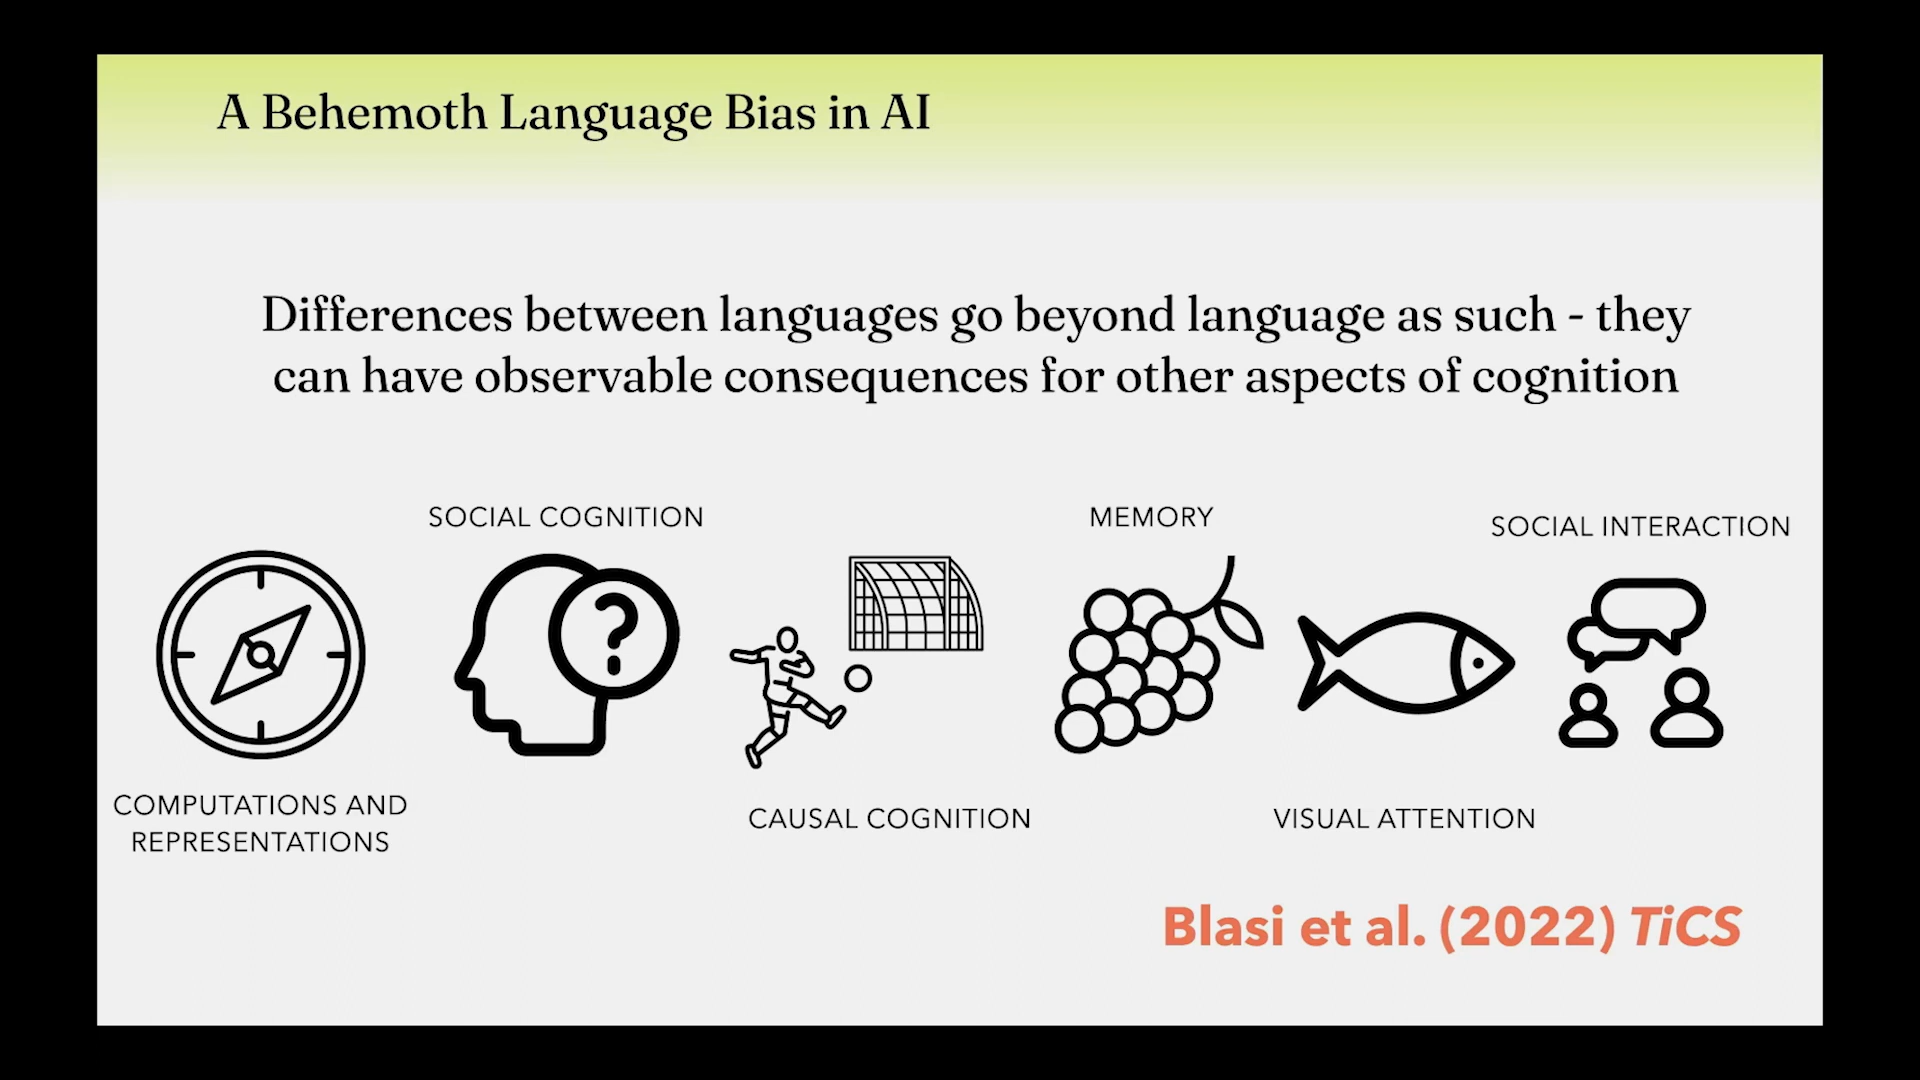 A Behemoth Language Bias in AI
Differences between languages go beyond language as such - they
can have observable consequences for other aspects of cognition
SOCIAL COGNITION
MEMORY
SOCIAL INTERACTION
?
COMPUTATIONS AND
REPRESENTATIONS
CAUSAL COGNITION
VISUAL ATTENTION
Blasi et al. (2022) TiCS